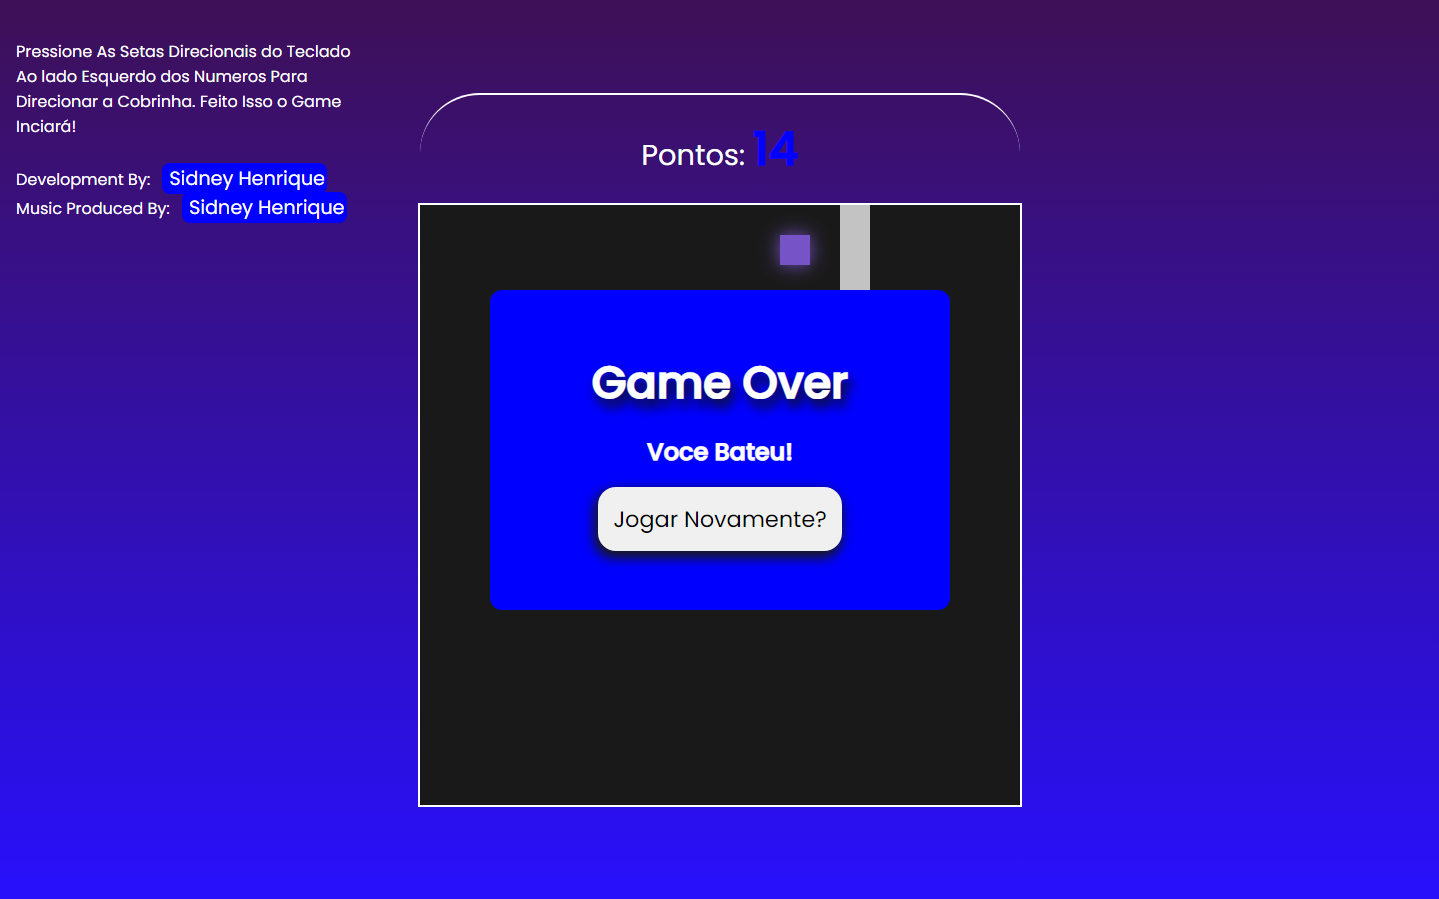 Pressione As Setas Direcionais do Teclado
Ao lado Esquerdo dos Numeros Para
Direcionar a Cobrinha. Feito Isso o Game
Inciará!
Development By: Sidney Henrique
Music Produced By: Sidney Henrique
Pontos: 14
Game Over
Voce Bateu!
Jogar Novamente?